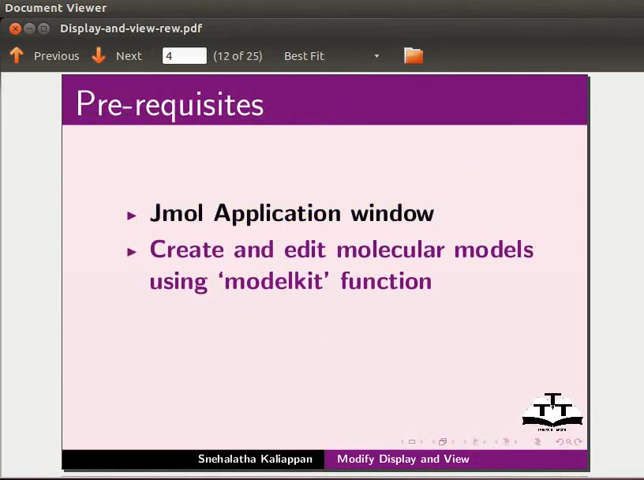 Document Viewer
Display-and-view-rew.pdf
Previous Next 4 (12 of 25) Best Fit
Pre-requisites
Jmol Application window
Create and edit molecular models
using ‘modelkit’ function
Snehalatha Kaliappan Modify Display and View